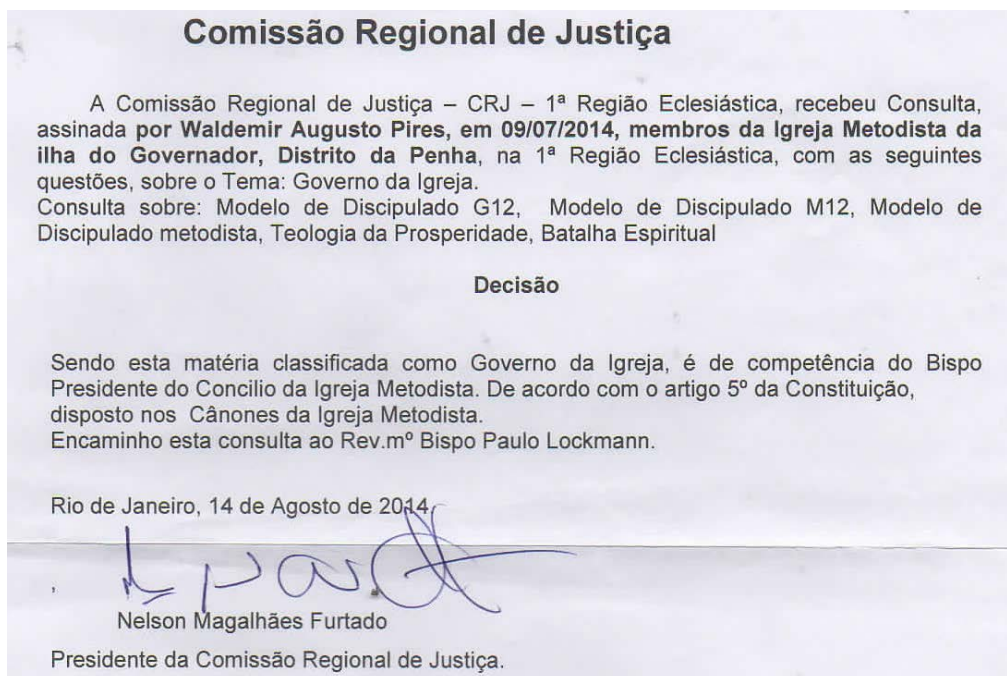 Comissão Regional de Justiça
A Comissão Regional de Justiça – CRJ – 1ª Região Eclesiástica, recebeu Consulta,
assinada por Waldemir Augusto Pires, em 09/07/2014, membros da Igreja Metodista da
ilha do Governador, Distrito da Penha, na 1ª Região Eclesiástica, com as seguintes
questões, sobre o Tema: Governo da Igreja.
Consulta sobre: Modelo de Discipulado G12, Modelo de Discipulado M12, Modelo de
Discipulado metodista, Teologia da Prosperidade, Batalha Espiritual
Decisão
Sendo esta matéria classificada como Governo da Igreja, é de competência do Bispo
Presidente do Concilio da Igreja Metodista. De acordo com o artigo 5º da Constituição,
disposto nos Cânones da Igreja Metodista.
Encaminho esta consulta ao Rev.mº Bispo Paulo Lockmann.
Rio de Janeiro, 14 de Agosto de 2014.
Nelson Magalhães Furtado
Presidente da Comissão Regional de Justiça.